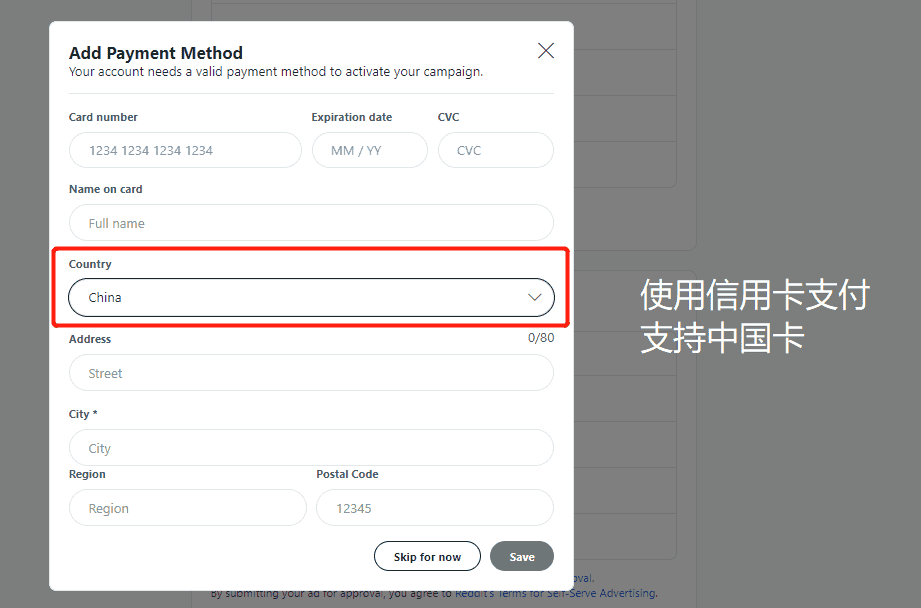 Add Payment Method
Your account needs a valid payment method to activate your campaign.
Card number Expiration date CVC
1234 1234 1234 1234 MM / YY CVC
Name on card
Full name
Country
China
使用信用卡支付
支持中国卡
Address 0/80
Street
City *
City
Region Postal Code
Region 12345
Skip for now Save
oval.
By submitting your ad for approval, you agree to Reddit's Terms for Self-Serve Advertising.